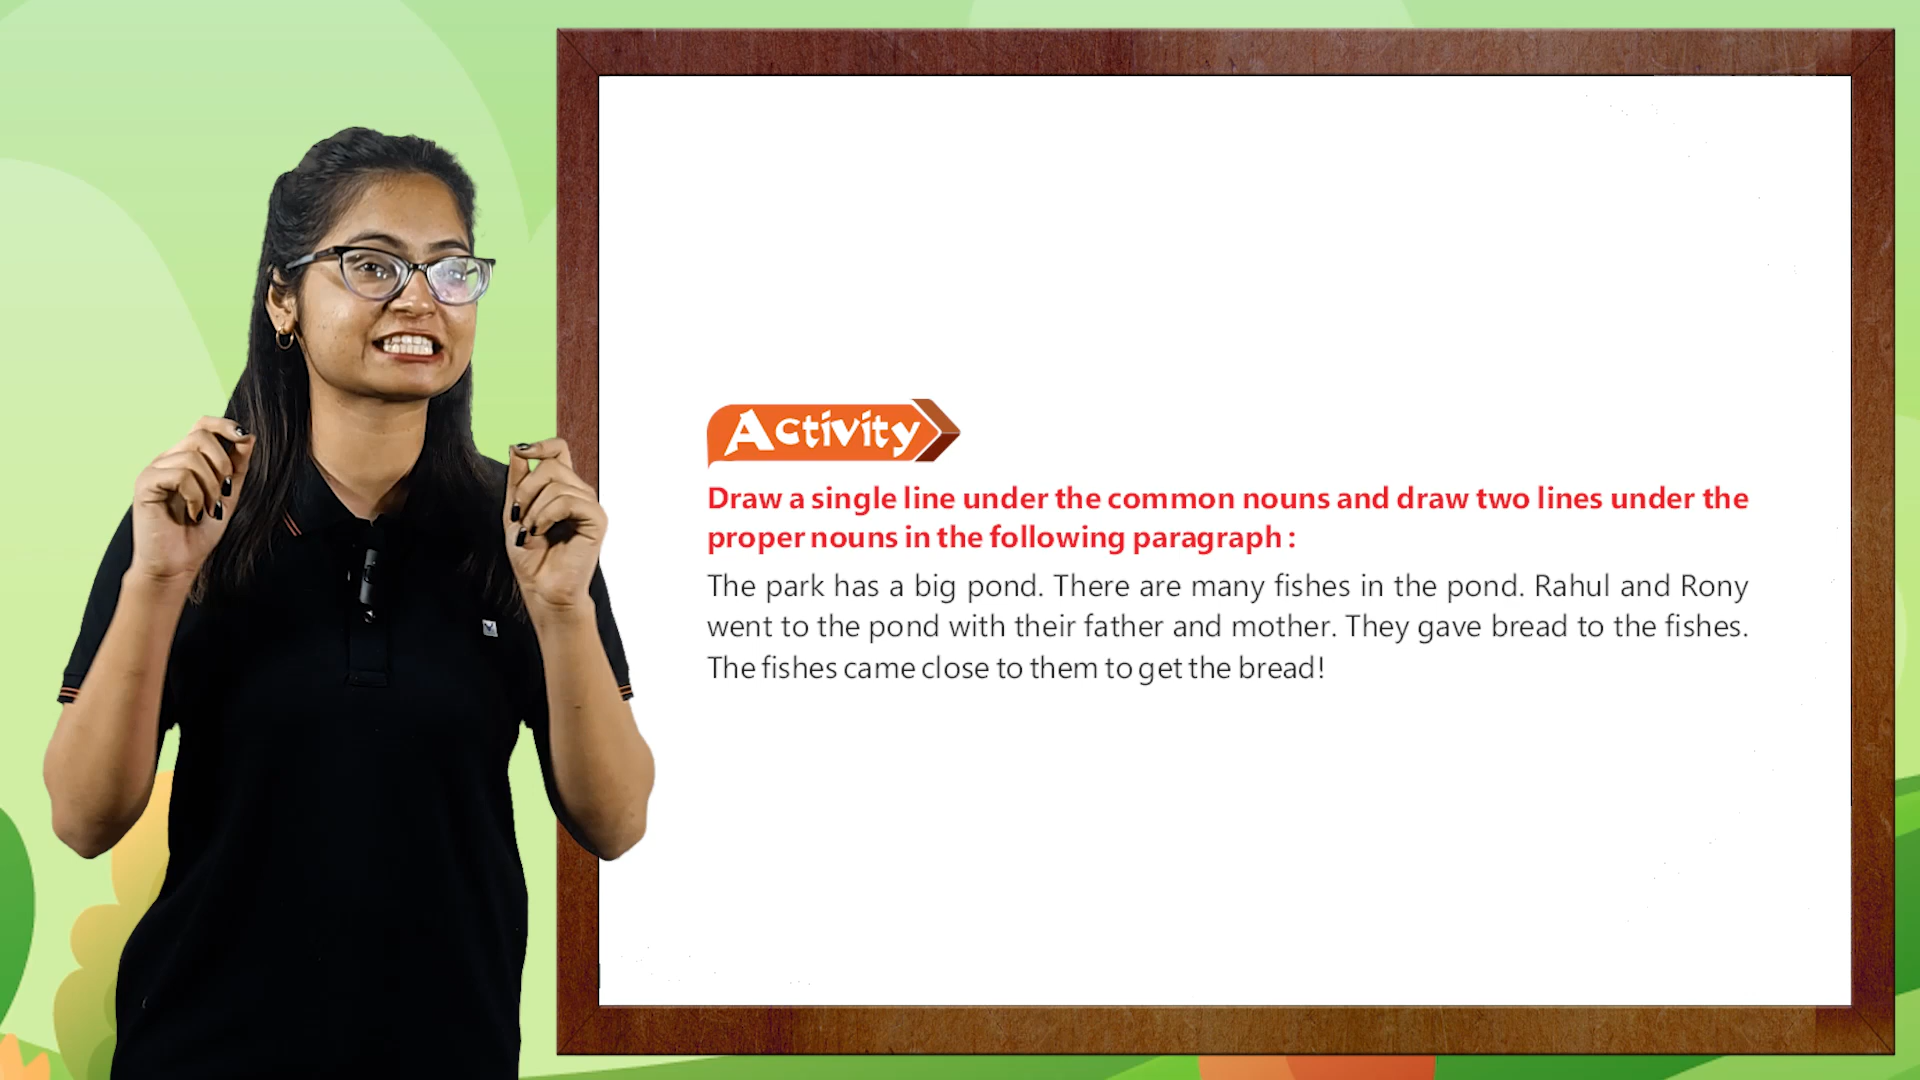 Activity
Draw a single line under the common nouns and draw two lines under the
proper nouns in the following paragraph :
The park has a big pond. There are many fishes in the pond. Rahul and Rony
went to the pond with their father and mother. They gave bread to the fishes.
The fishes came close to them to get the bread!